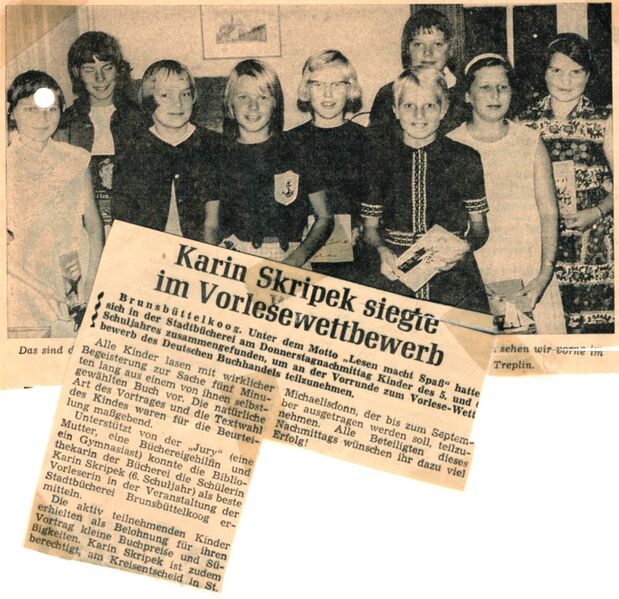 Das sind d
n sehen wir vorne im
Treplin.
Karin Skripek siegte
im Vorlesewettbewerb
Brunsbüttelkoog. Unter dem Motto „Lesen macht Spaß“ hatte
sich in der Stadtbücherei am Donnerstagnachmittag Kinder des 5. und
Schuljahres zusammengefunden, um an der Vorrunde zum Vorlese-Wett
bewerb des Deutschen Buchhandels teilzunehmen.
Alle Kinder lasen mit wirklicher
Begeisterung zur Sache fünf Minu-
ten lang aus einem von ihnen selbst-
gewählten Buch vor. Die natürliche
Art des Vortrages und die Textwahl
des Kindes waren für die Beurtei-
lung maßgebend.
Unterstützt von der „Jury“ (eine
Mutter, eine Büchereigehilfin und
ein Gymnasiast) konnte die Biblio-
thekarin der Bücherei die Schülerin
Karin Skripek (6. Schuljahr) als beste
Vorleserin in der Veranstaltung der
Stadtbücherei Brunsbüttelkoog er-
mitteln.
Die aktiv teilnehmenden Kinder
erhielten als Belohnung für ihren
Vortrag kleine Buchpreise und Sü-
ßigkeiten. Karin Skripek ist zudem
berechtigt, am Kreisentscheid in St.
Michaelisdonn, der bis zum Septem-
ber ausgetragen werden soll, teilzu-
nehmen. Alle Beteiligten dieses
Nachmittags wünschen ihr dazu viel
Erfolg!